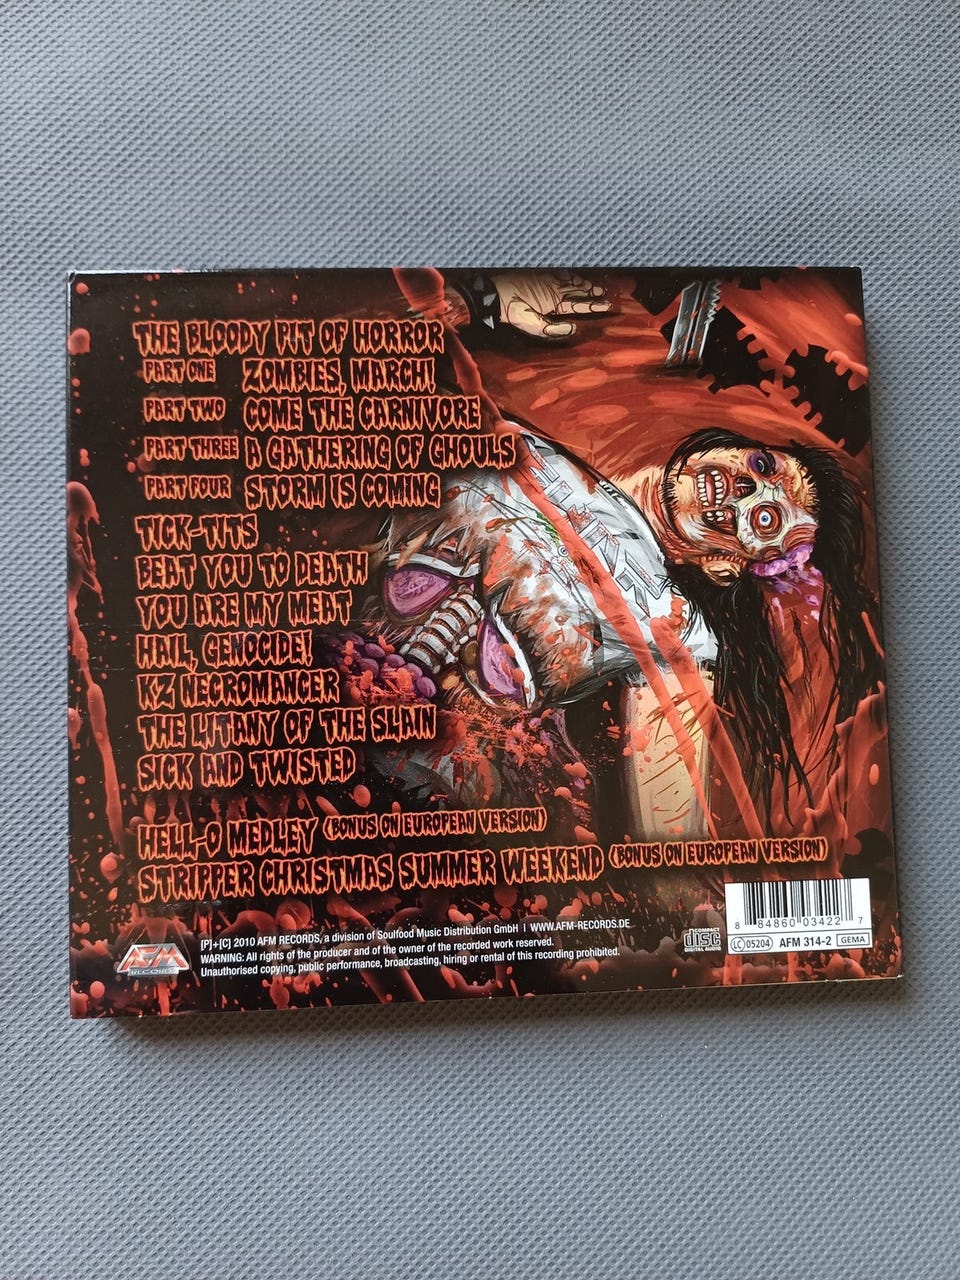 THE BLOODY PIT OF HORROR
PART ONE ZOMBIES, MARCH!
PART TWO COME THE CARNIVORE
PART THREE A GATHERING OF GHOULS
PART FOUR STORM IS COMING
TICK-TITS
BEAT YOU TO DEATH
YOU ARE MY MEAT
HAIL, GENOCIDE!
KZ NECROMANCER
THE LITANY OF THE SLAIN
SICK AND TWISTED
HELL-O MEDLEY (BONUS ON EUROPEAN VERSION)
STRIPPER CHRISTMAS SUMMER WEEKEND (BONUS ON EUROPEAN VERSION)
AFM
RECORDS
[P]+[C] 2010 AFM RECORDS, a division of Soulfood Music Distribution GmbH | WWW.AFM-RECORDS.DE
WARNING: All rights of the producer and of the owner of the recorded work reserved.
Unauthorised copying, public performance, broadcasting, hiring or rental of this recording prohibited.
COMPACT
disc
DIGITAL AUDIO
8 84860 03422 7
LC 05204 AFM 314-2 GEMA